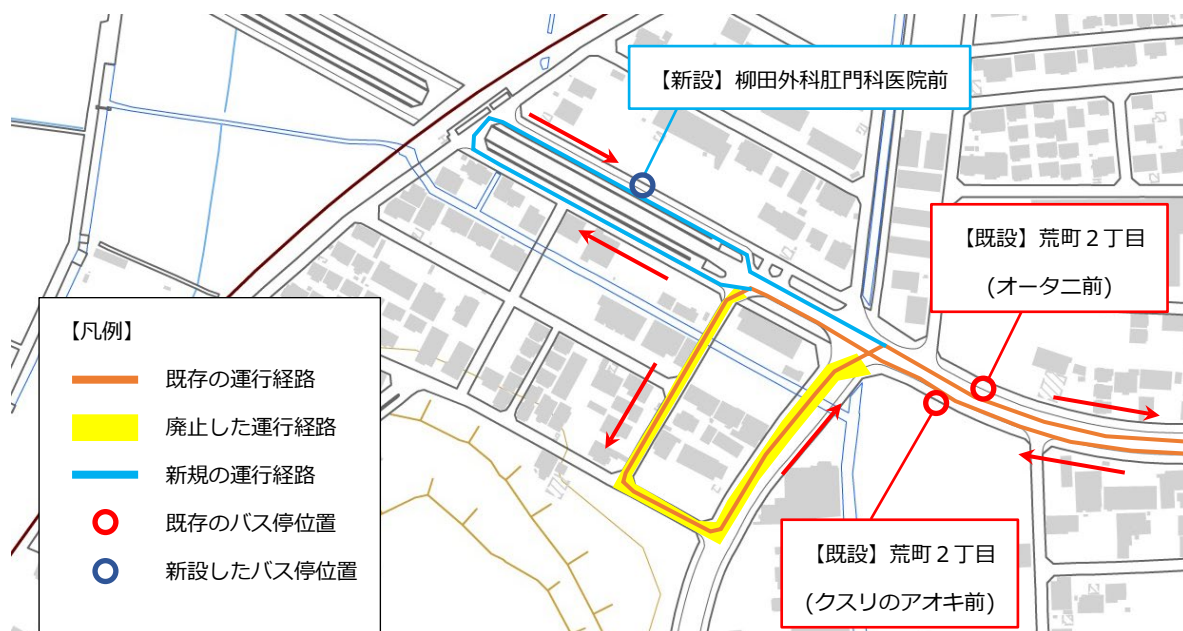 【新設】柳田外科肛門科医院前
【既設】荒町２丁目
(オータニ前)
【凡例】
既存の運行経路
廃止した運行経路
新規の運行経路
既存のバス停位置
新設したバス停位置
【既設】荒町２丁目
(クスリのアオキ前)